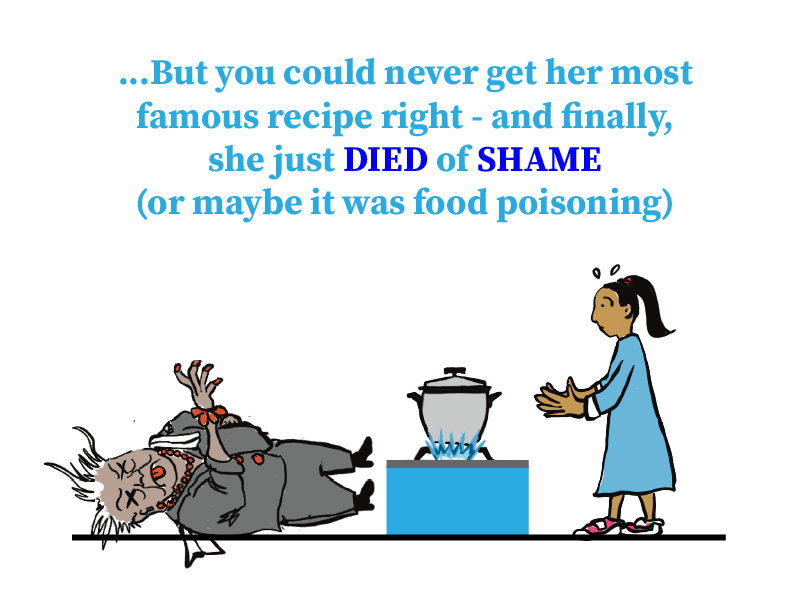 ...But you could never get her most
famous recipe right - and finally,
she just DIED of SHAME
(or maybe it was food poisoning)